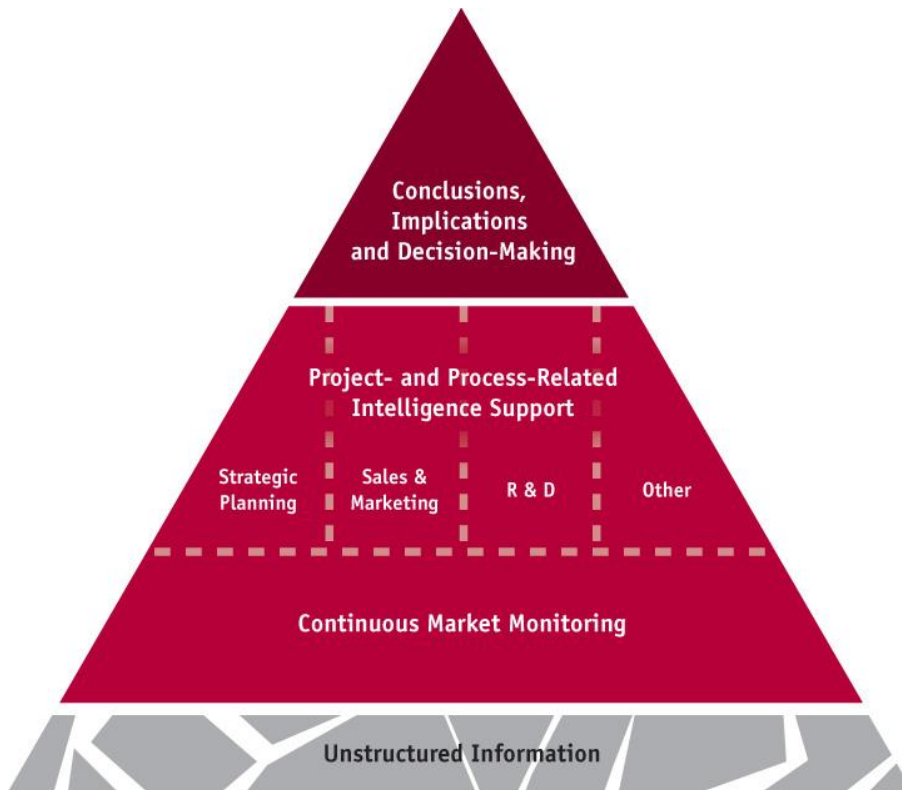 Conclusions,
Implications
and Decision-Making
Project- and Process-Related
Intelligence Support
Strategic
Planning
Sales &
Marketing
R & D
Other
Continuous Market Monitoring
Unstructured Information